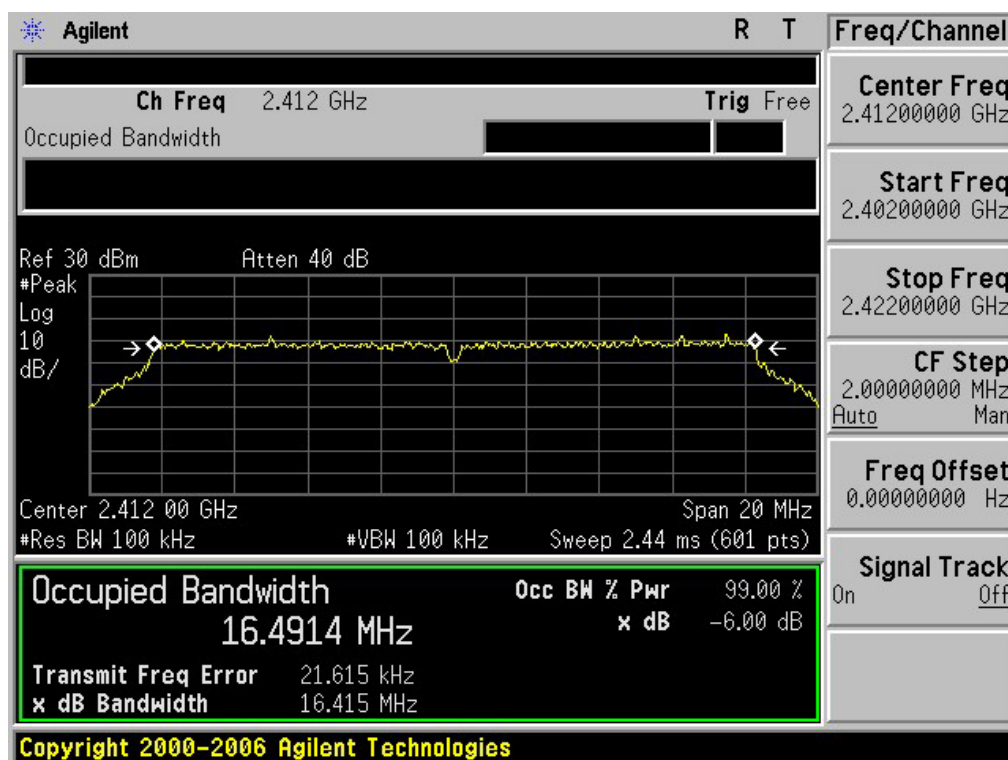 Agilent R T Freq/Channel
Ch Freq 2.412 GHz Trig Free
Occupied Bandwidth
Center Freq
2.41200000 GHz
Start Freq
2.40200000 GHz
Stop Freq
2.42200000 GHz
CF Step
2.00000000 MHz
Auto Man
Freq Offset
0.00000000 Hz
Signal Track
On Off
Ref 30 dBm Atten 40 dB
#Peak
Log
10
dB/
Center 2.412 00 GHz Span 20 MHz
#Res BW 100 kHz #VBW 100 kHz Sweep 2.44 ms (601 pts)
Occupied Bandwidth Occ BW % Pwr 99.00 %
16.4914 MHz x dB -6.00 dB
Transmit Freq Error 21.615 kHz
x dB Bandwidth 16.415 MHz
Copyright 2000-2006 Agilent Technologies